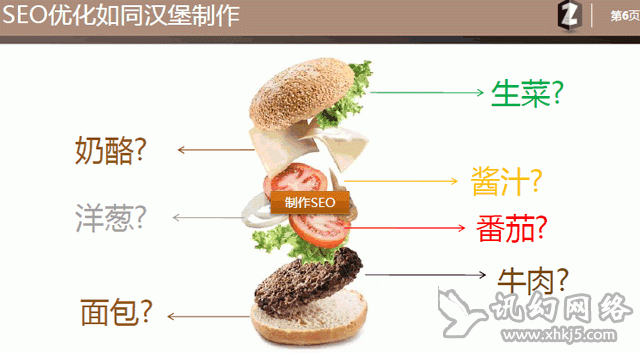 SEO优化如同汉堡制作
Z
第6页
生菜?
奶酪?
酱汁?
制作SEO
洋葱?
番茄?
牛肉?
面包?
讯幻网络
www.xhkj5.com